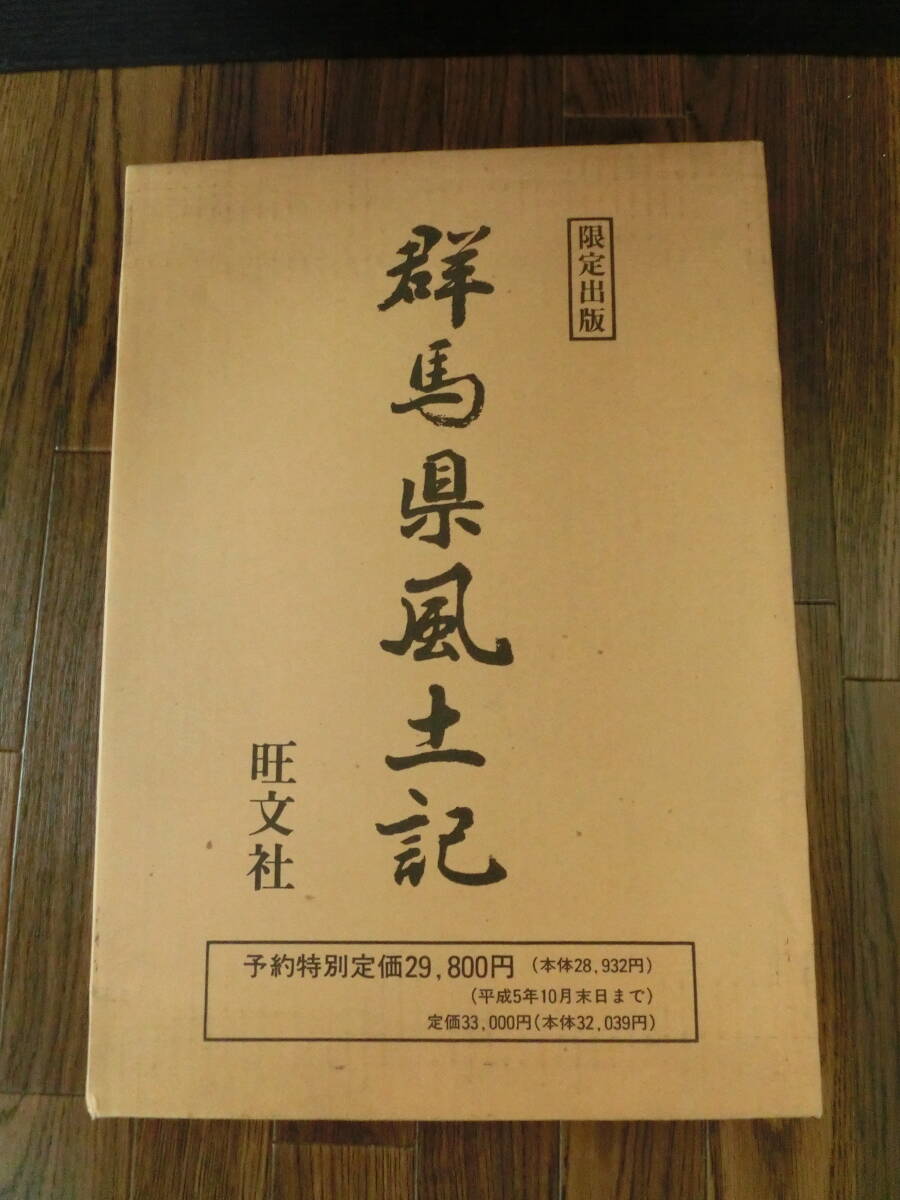 限定出版
群馬県風土記
旺文社
予約特別定価29,800円（本体28,932円）
（平成5年10月末日まで）
定価33,000円（本体32,039円）